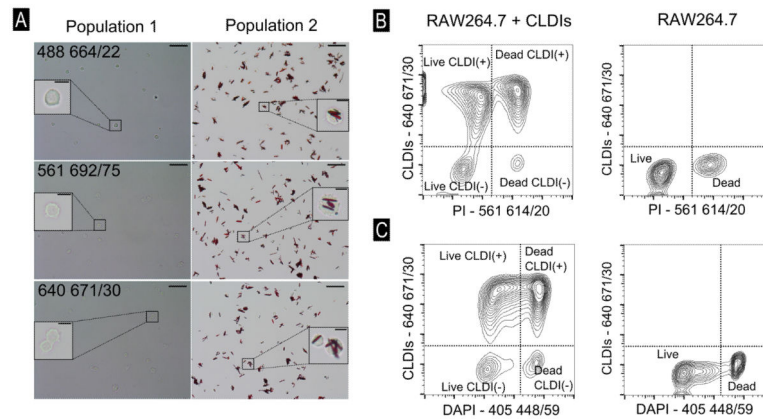 A
Population 1
Population 2
488 664/22
561 692/75
640 671/30
B
RAW264.7 + CLDIs
RAW264.7
CLDIs - 640 671/30
Live CLDI(+)
Dead CLDI(+)
Live CLDI(-)
Dead CLDI(-)
PI - 561 614/20
CLDIs - 640 671/30
Live
Dead
PI - 561 614/20
C
CLDIs - 640 671/30
Live CLDI(+)
Dead
CLDI(+)
Live CLDI(-)
Dead
CLDI(-)
DAPI - 405 448/59
CLDIs - 640 671/30
Live
Dead
DAPI - 405 448/59